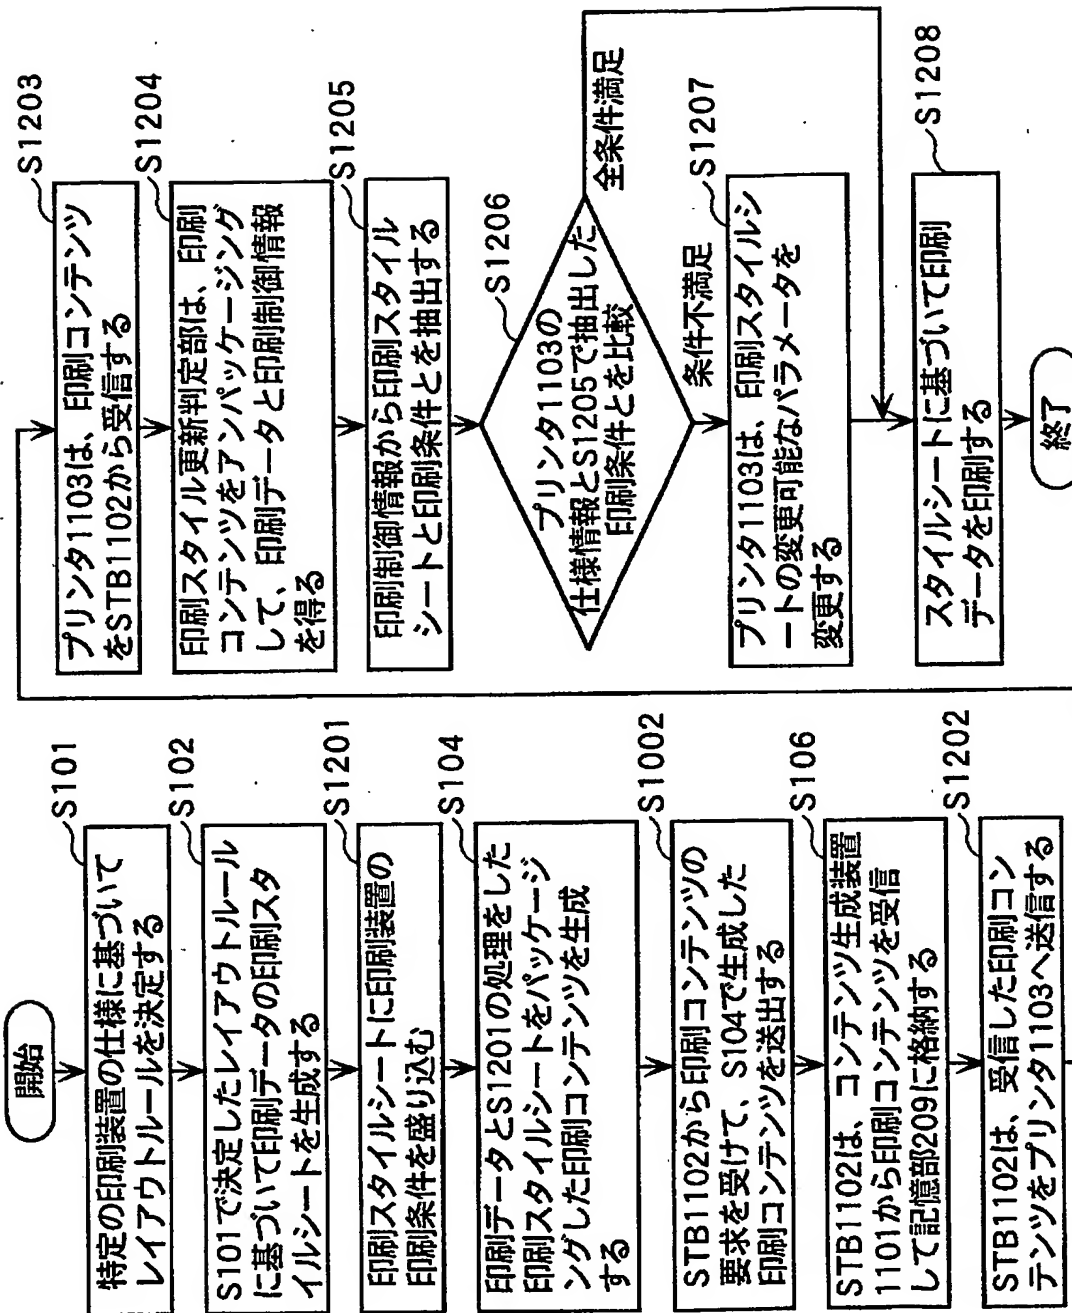 開始
S101
特定の印刷装置の仕様に基づいて
レイアウトルールを決定する
S102
S101で決定したレイアウトルール
に基づいて印刷データの印刷スタ
イルシートを生成する
S1201
印刷スタイルシートに印刷装置の
印刷条件を盛り込む
S104
印刷データとS1201の処理をした
印刷スタイルシートをパッケージ
ングした印刷コンテンツを生成
する
S1002
STB1102から印刷コンテンツの
要求を受けて、S104で生成した
印刷コンテンツを送出する
S106
STB1102は、コンテンツ生成装置
1101から印刷コンテンツを受信
して記憶部209に格納する
S1202
STB1102は、受信した印刷コン
テンツをプリンタ1103へ送信する
S1203
プリンタ1103は、印刷コンテンツ
をSTB1102から受信する
S1204
印刷スタイル更新判定部は、印刷
コンテンツをアンパッケージング
して、印刷データと印刷制御情報
を得る
S1205
印刷制御情報から印刷スタイル
シートと印刷条件とを抽出する
S1206
プリンタ1103の
仕様情報とS1205で抽出した
印刷条件とを比較
全条件満足
条件不満足
S1207
プリンタ1103は、印刷スタイルシ
ートの変更可能なパラメータを
変更する
S1208
スタイルシートに基づいて印刷
データを印刷する
終了